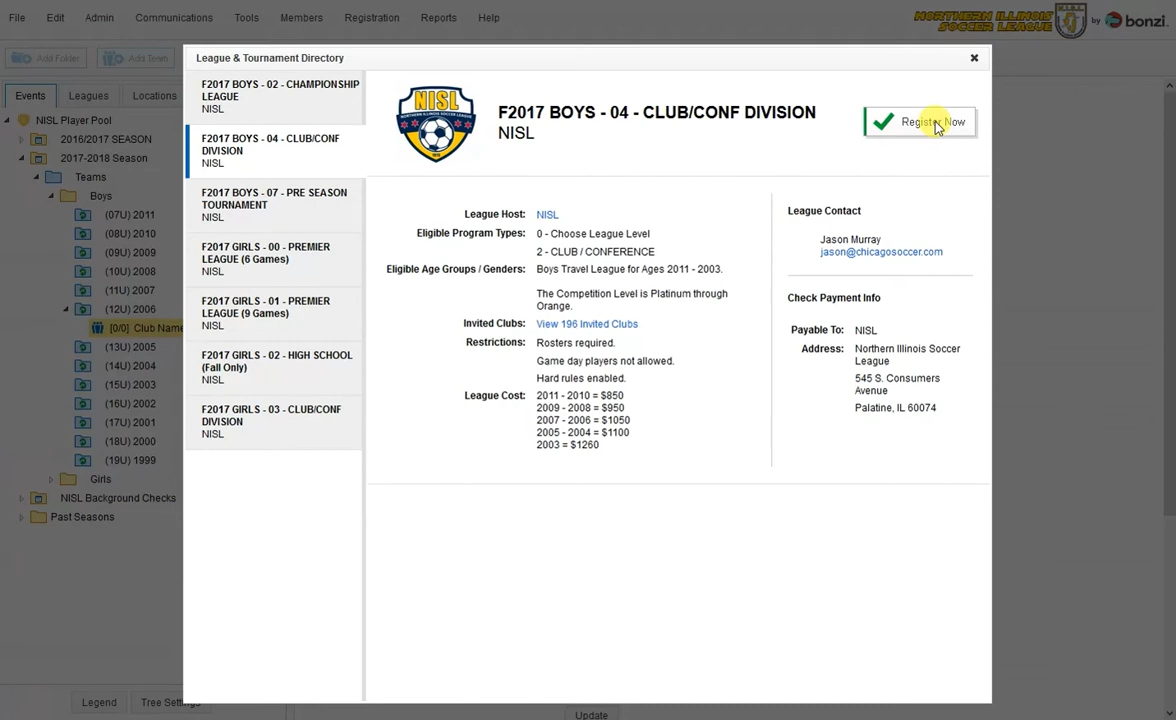 File Edit Admin Communications Tools Members Registration Reports Help
NORTHERN ILLINOIS SOCCER LEAGUE by bonzi.
Add Folder Add Team
Events Leagues Locations
NISL Player Pool
2016/2017 SEASON
2017-2018 Season
Teams
Boys
(07U) 2011
(08U) 2010
(09U) 2009
(10U) 2008
(11U) 2007
(12U) 2006
[0/0] Club Name
(13U) 2005
(14U) 2004
(15U) 2003
(16U) 2002
(17U) 2001
(18U) 2000
(19U) 1999
Girls
NISL Background Checks
Past Seasons
Legend Tree Settings
League & Tournament Directory
F2017 BOYS - 02 - CHAMPIONSHIP
LEAGUE
NISL
F2017 BOYS - 04 - CLUB/CONF
DIVISION
NISL
F2017 BOYS - 07 - PRE SEASON
TOURNAMENT
NISL
F2017 GIRLS - 00 - PREMIER
LEAGUE (6 Games)
NISL
F2017 GIRLS - 01 - PREMIER
LEAGUE (9 Games)
NISL
F2017 GIRLS - 02 - HIGH SCHOOL
(Fall Only)
NISL
F2017 GIRLS - 03 - CLUB/CONF
DIVISION
NISL
NISL
F2017 BOYS - 04 - CLUB/CONF DIVISION
NISL
Register Now
League Host: NISL
Eligible Program Types: 0 - Choose League Level
2 - CLUB / CONFERENCE
Eligible Age Groups / Genders: Boys Travel League for Ages 2011 - 2003.
The Competition Level is Platinum through
Orange.
Invited Clubs: View 196 Invited Clubs
Restrictions: Rosters required.
Game day players not allowed.
Hard rules enabled.
League Cost: 2011 - 2010 = $850
2009 - 2008 = $950
2007 - 2006 = $1050
2005 - 2004 = $1100
2003 = $1260
League Contact
Jason Murray
jason@chicagosoccer.com
Check Payment Info
Payable To: NISL
Address: Northern Illinois Soccer
League
545 S. Consumers
Avenue
Palatine, IL 60074
Update